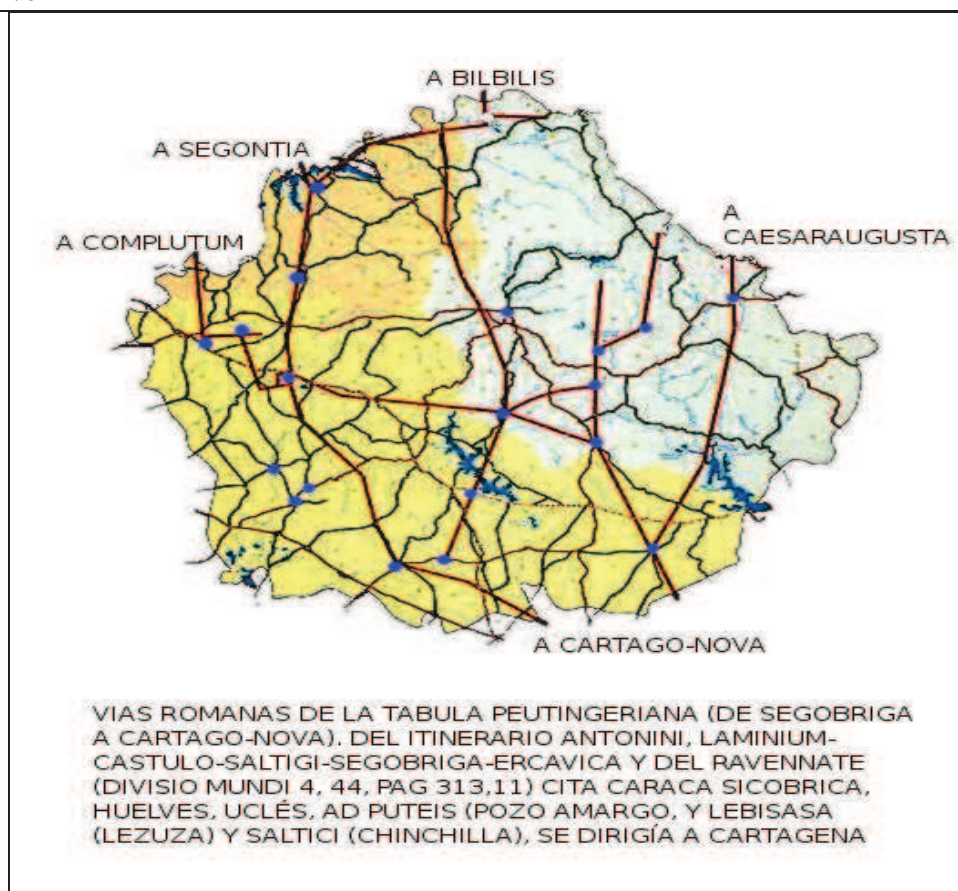 A BILBILIS
A SEGONTIA
A
CAESARAUGUSTA
A COMPLUTUM
A CARTAGO-NOVA
VIAS ROMANAS DE LA TABULA PEUTINGERIANA (DE SEGOBRIGA
A CARTAGO-NOVA). DEL ITINERARIO ANTONINI, LAMINIUM-
CASTULO-SALTIGI-SEGOBRIGA-ERCAVICA Y DEL RAVENNATE
(DIVISIO MUNDI 4, 44, PAG 313,11) CITA CARACA SICOBRICA,
HUELVES, UCLÉS, AD PUTEIS (POZO AMARGO, Y LEBISASA
(LEZUZA) Y SALTICI (CHINCHILLA), SE DIRIGÍA A CARTAGENA